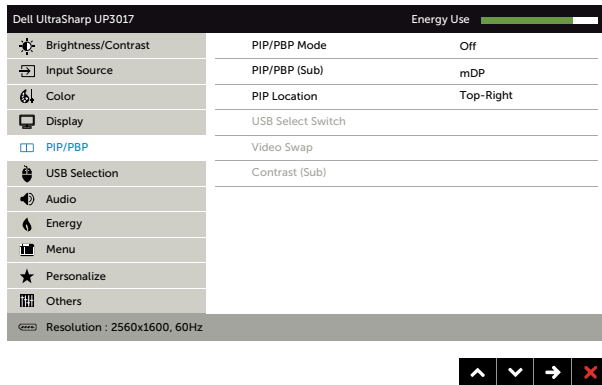 Dell UltraSharp UP3017 Energy Use
Brightness/Contrast PIP/PBP Mode Off
Input Source PIP/PBP (Sub) mDP
Color PIP Location Top-Right
Display USB Select Switch
PIP/PBP Video Swap
USB Selection Contrast (Sub)
Audio
Energy
Menu
Personalize
Others
Resolution : 2560x1600, 60Hz